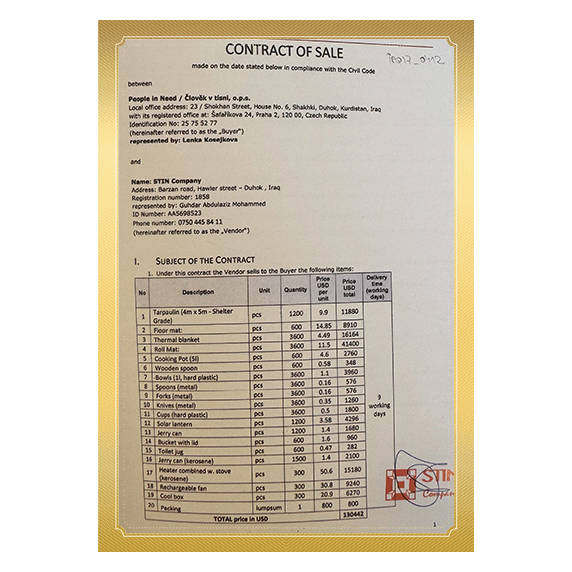 CONTRACT OF SALE
made on the date stated below in compliance with the Civil Code
between
People in Need / Člověk v tísni, o.p.s.
Local office address: 23 / Shokhan Street, House No. 6, Shakhki, Duhok, Kurdistan, Iraq
with its registered office at: Šafaříkova 24, Praha 2, 120 00, Czech Republic
Identification No: 25 75 52 77
(hereinafter referred to as the „Buyer")
represented by: Lenka Kosejkova
and
Name: STIN Company
Address: Barzan road, Hawler street – Duhok , Iraq
Registration number: 1858
represented by: Guhdar Abdulaziz Mohammed
ID Number: AA5698523
Phone number: 0750 445 84 11
(hereinafter referred to as the „Vendor")
I. SUBJECT OF THE CONTRACT
1. Under this contract the Vendor sells to the Buyer the following items:
No Description Unit Quantity Price USD per unit Price USD total Delivery time (working days)
1 Tarpaulin (4m x 5m - Shelter Grade) pcs 1200 9.9 11880
2 Floor mat: pcs 600 14.85 8910
3 Thermal blanket pcs 3600 4.49 16164
4 Roll Mat: pcs 3600 11.5 41400
5 Cooking Pot (5l) pcs 600 4.6 2760
6 Wooden spoon pcs 600 0.58 348
7 Bowls (1l, hard plastic) pcs 3600 1.1 3960
8 Spoons (metal) pcs 3600 0.16 576
9 Forks (metal) pcs 3600 0.16 576
10 Knives (metal) pcs 3600 0.35 1260
11 Cups (hard plastic) pcs 3600 0.5 1800
12 Solar lantern pcs 1200 3.58 4296
13 Jerry can pcs 1200 1.4 1680
14 Bucket with lid pcs 600 1.6 960
15 Toilet jug pcs 600 0.47 282
16 Jerry can (kerosene) pcs 1500 1.4 2100
17 Heater combined w. stove (kerosene) pcs 300 50.6 15180
18 Rechargeable fan pcs 300 30.8 9240
19 Cool box pcs 300 20.9 6270
20 Packing lumpsum 1 800 800
9 working days
TOTAL price in USD 130442
STIN
Company
1